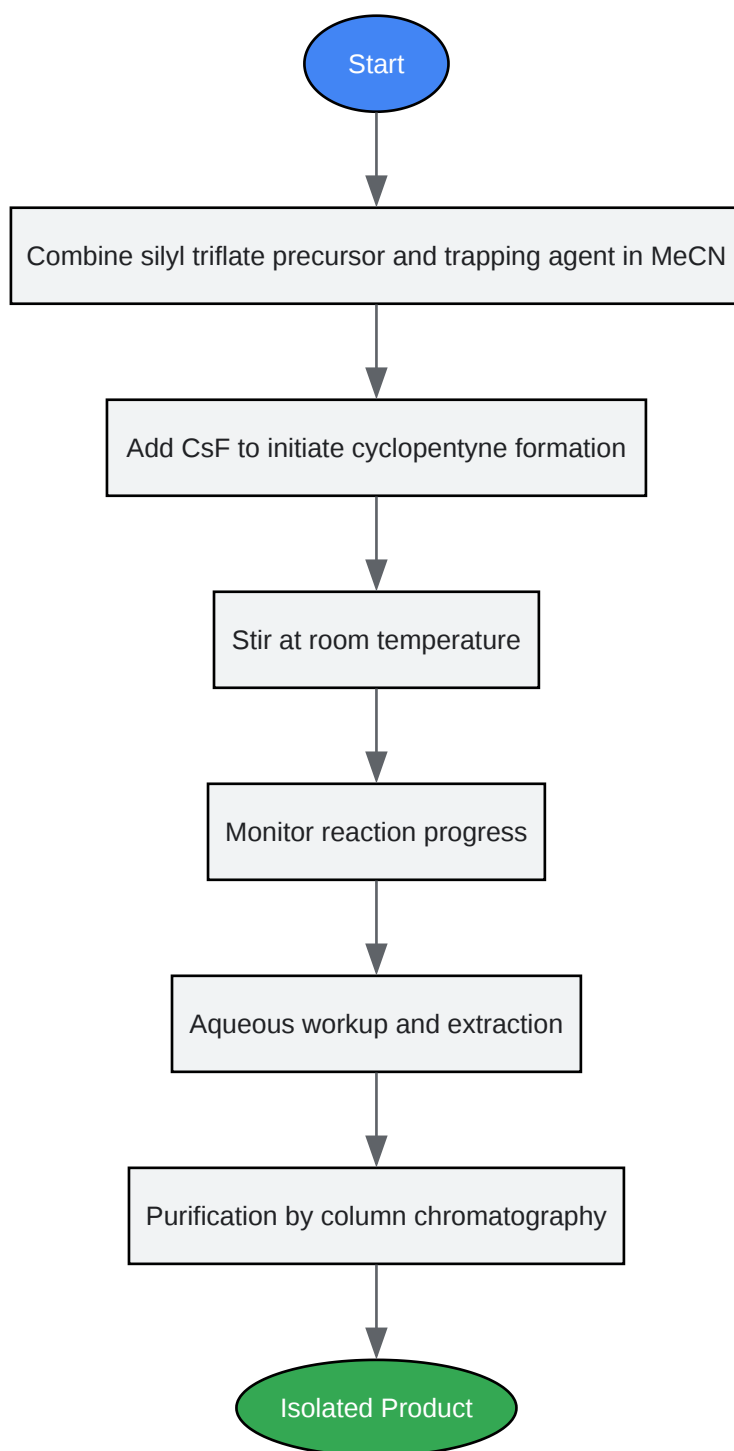 Start
Combine silyl triflate precursor and trapping agent in MeCN
Add CsF to initiate cyclopentyne formation
Stir at room temperature
Monitor reaction progress
Aqueous workup and extraction
Purification by column chromatography
Isolated Product